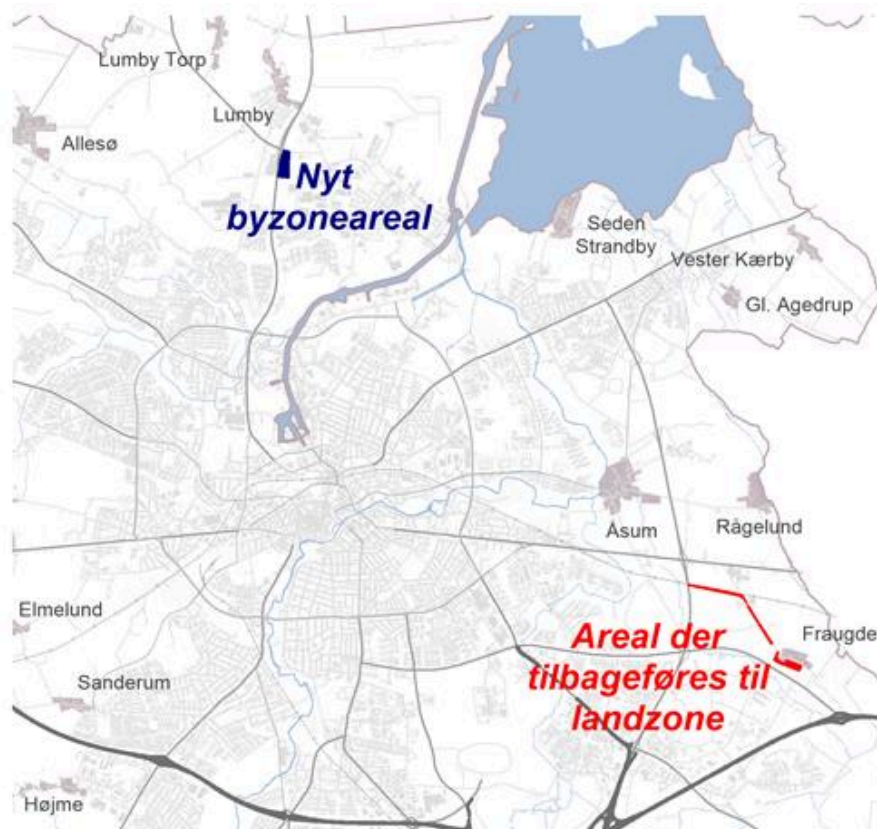 Lumby Torp
Lumby
Allesø
Nyt
byzoneareal
Seden
Strandby
Vester Kærby
Gl. Agedrup
Åsum
Rågelund
Elmelund
Areal der
tilbageføres til
landzone
Fraugde
Sanderum
Højme